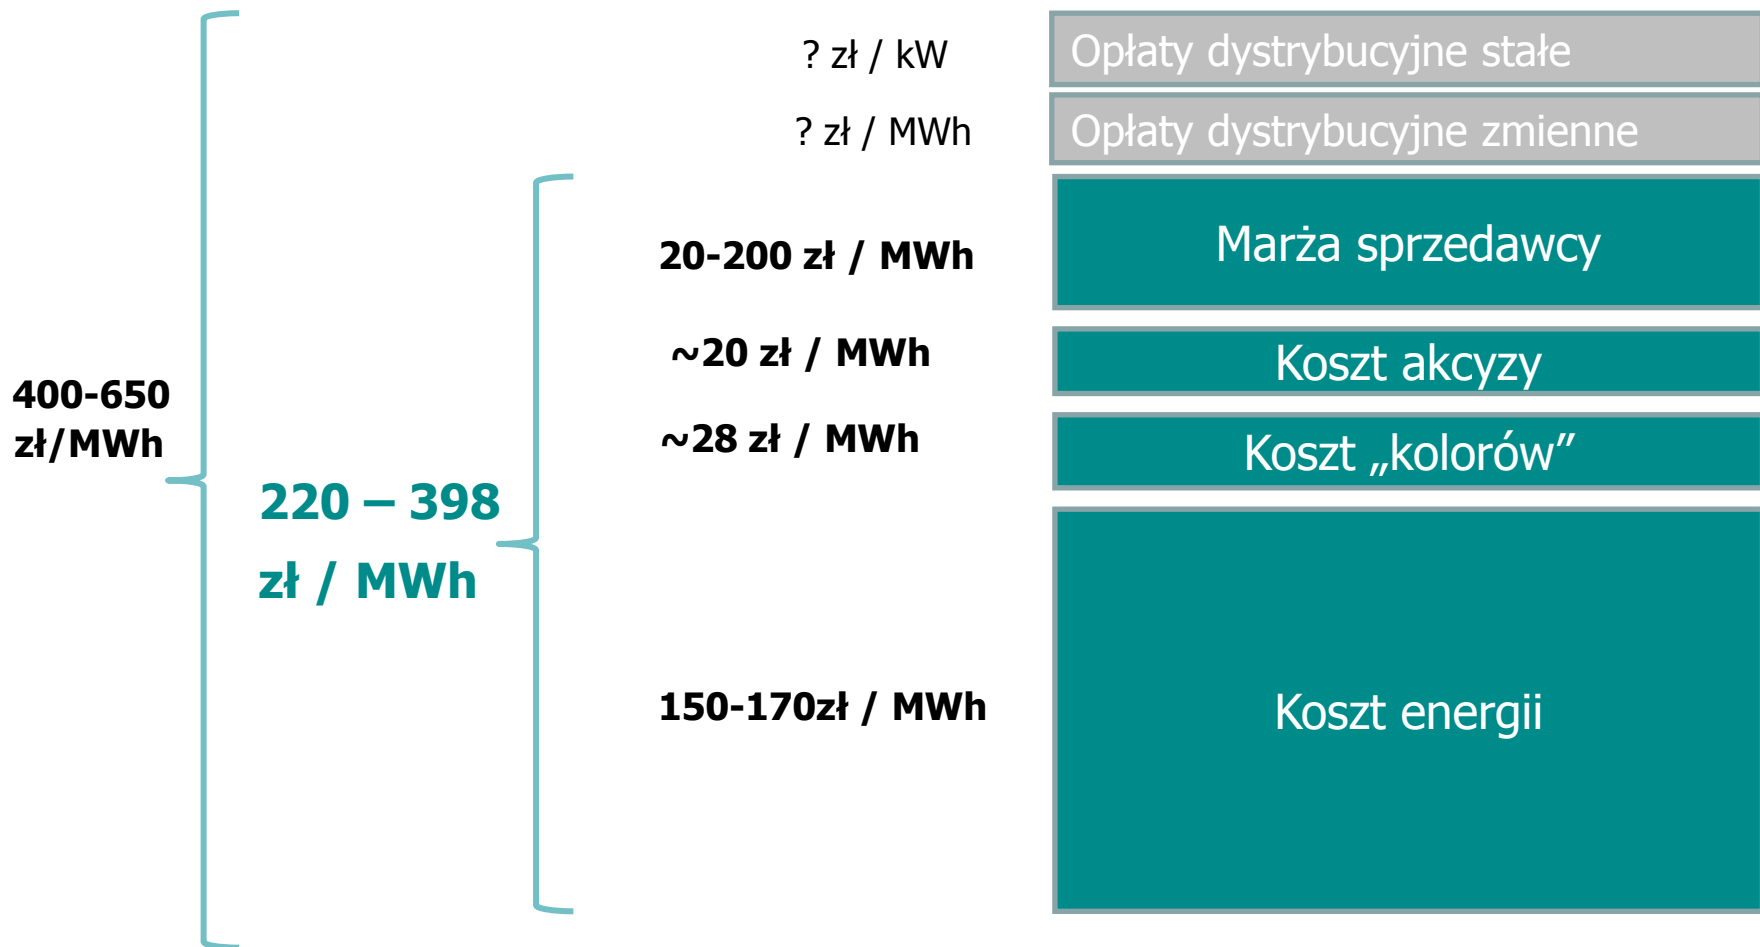 ? zł / kW
Opłaty dystrybucyjne stałe
? zł / MWh
Opłaty dystrybucyjne zmienne
20-200 zł / MWh
Marża sprzedawcy
~20 zł / MWh
Koszt akcyzy
400-650
zł/MWh
~28 zł / MWh
Koszt „kolorów”
220 – 398
zł / MWh
150-170zł / MWh
Koszt energii